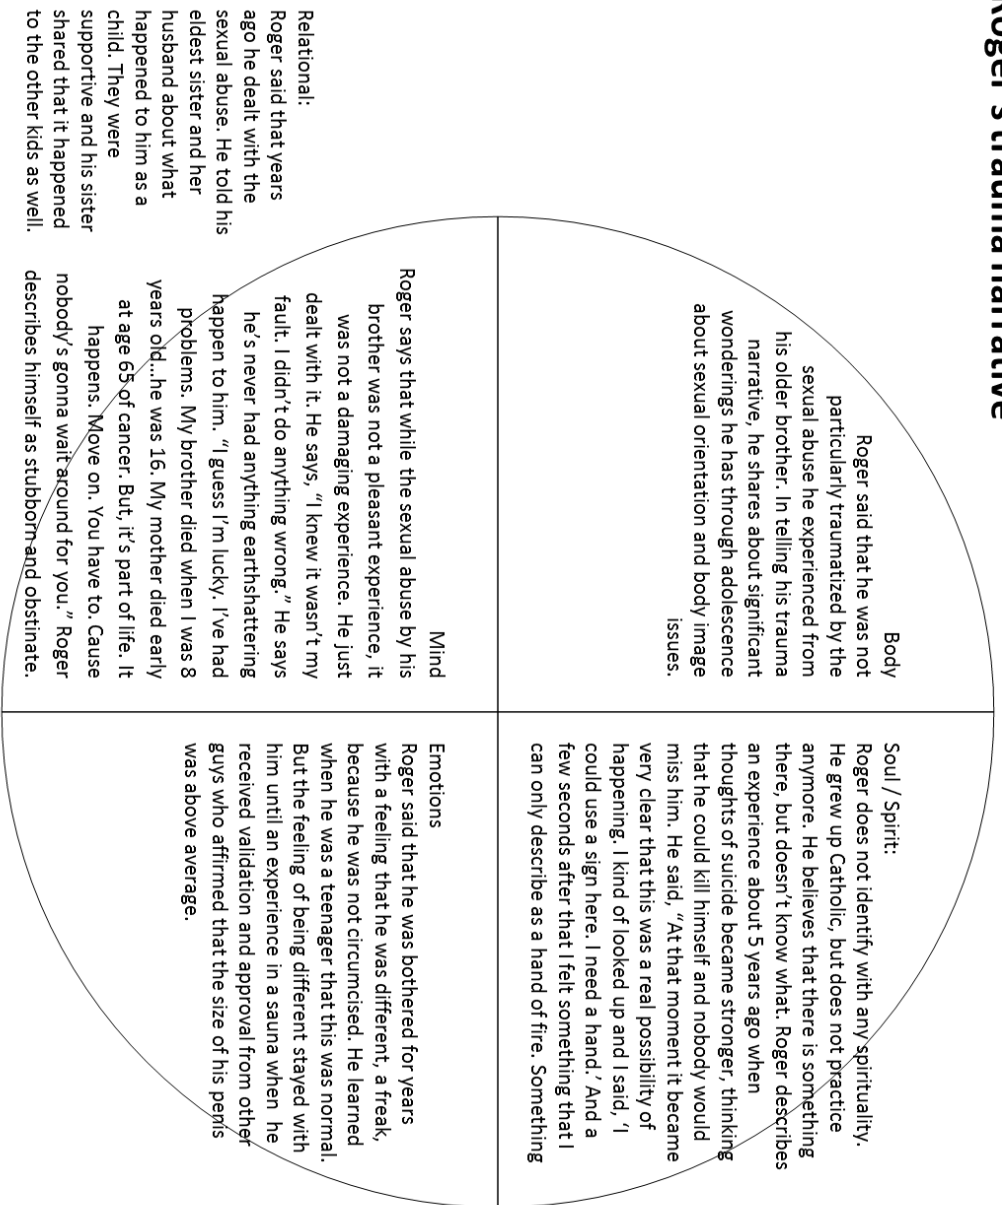 Roger's trauma narrative
Body
Roger said that he was not
particularly traumatized by the
sexual abuse he experienced from
his older brother. In telling his trauma
narrative, he shares about significant
wonderings he has through adolescence
about sexual orientation and body image
issues.
Soul / Spirit:
Roger does not identify with any spirituality.
He grew up Catholic, but does not practice
anymore. He believes that there is something
there, but doesn't know what. Roger describes
an experience about 5 years ago when
thoughts of suicide became stronger, thinking
that he could kill himself and nobody would
miss him. He said, "At that moment it became
very clear that this was a real possibility of
happening. I kind of looked up and I said, 'I
could use a sign here. I need a hand.' And a
few seconds after that I felt something that I
can only describe as a hand of fire. Something
Relational:
Roger said that years
ago he dealt with the
sexual abuse. He told his
eldest sister and her
husband about what
happened to him as a
child. They were
supportive and his sister
shared that it happened
to the other kids as well.
Mind
Roger says that while the sexual abuse by his
brother was not a pleasant experience, it
was not a damaging experience. He just
dealt with it. He says, "I knew it wasn't my
fault. I didn't do anything wrong." He says
he's never had anything earthshattering
happen to him. "I guess I'm lucky. I've had
problems. My brother died when I was 8
years old...he was 16. My mother died early
at age 65 of cancer. But, it's part of life. It
happens. Move on. You have to. Cause
nobody's gonna wait around for you." Roger
describes himself as stubborn and obstinate.
Emotions
Roger said that he was bothered for years
with a feeling that he was different, a freak,
because he was not circumcised. He learned
when he was a teenager that this was normal.
But the feeling of being different stayed with
him until an experience in a sauna when he
received validation and approval from other
guys who affirmed that the size of his penis
was above average.